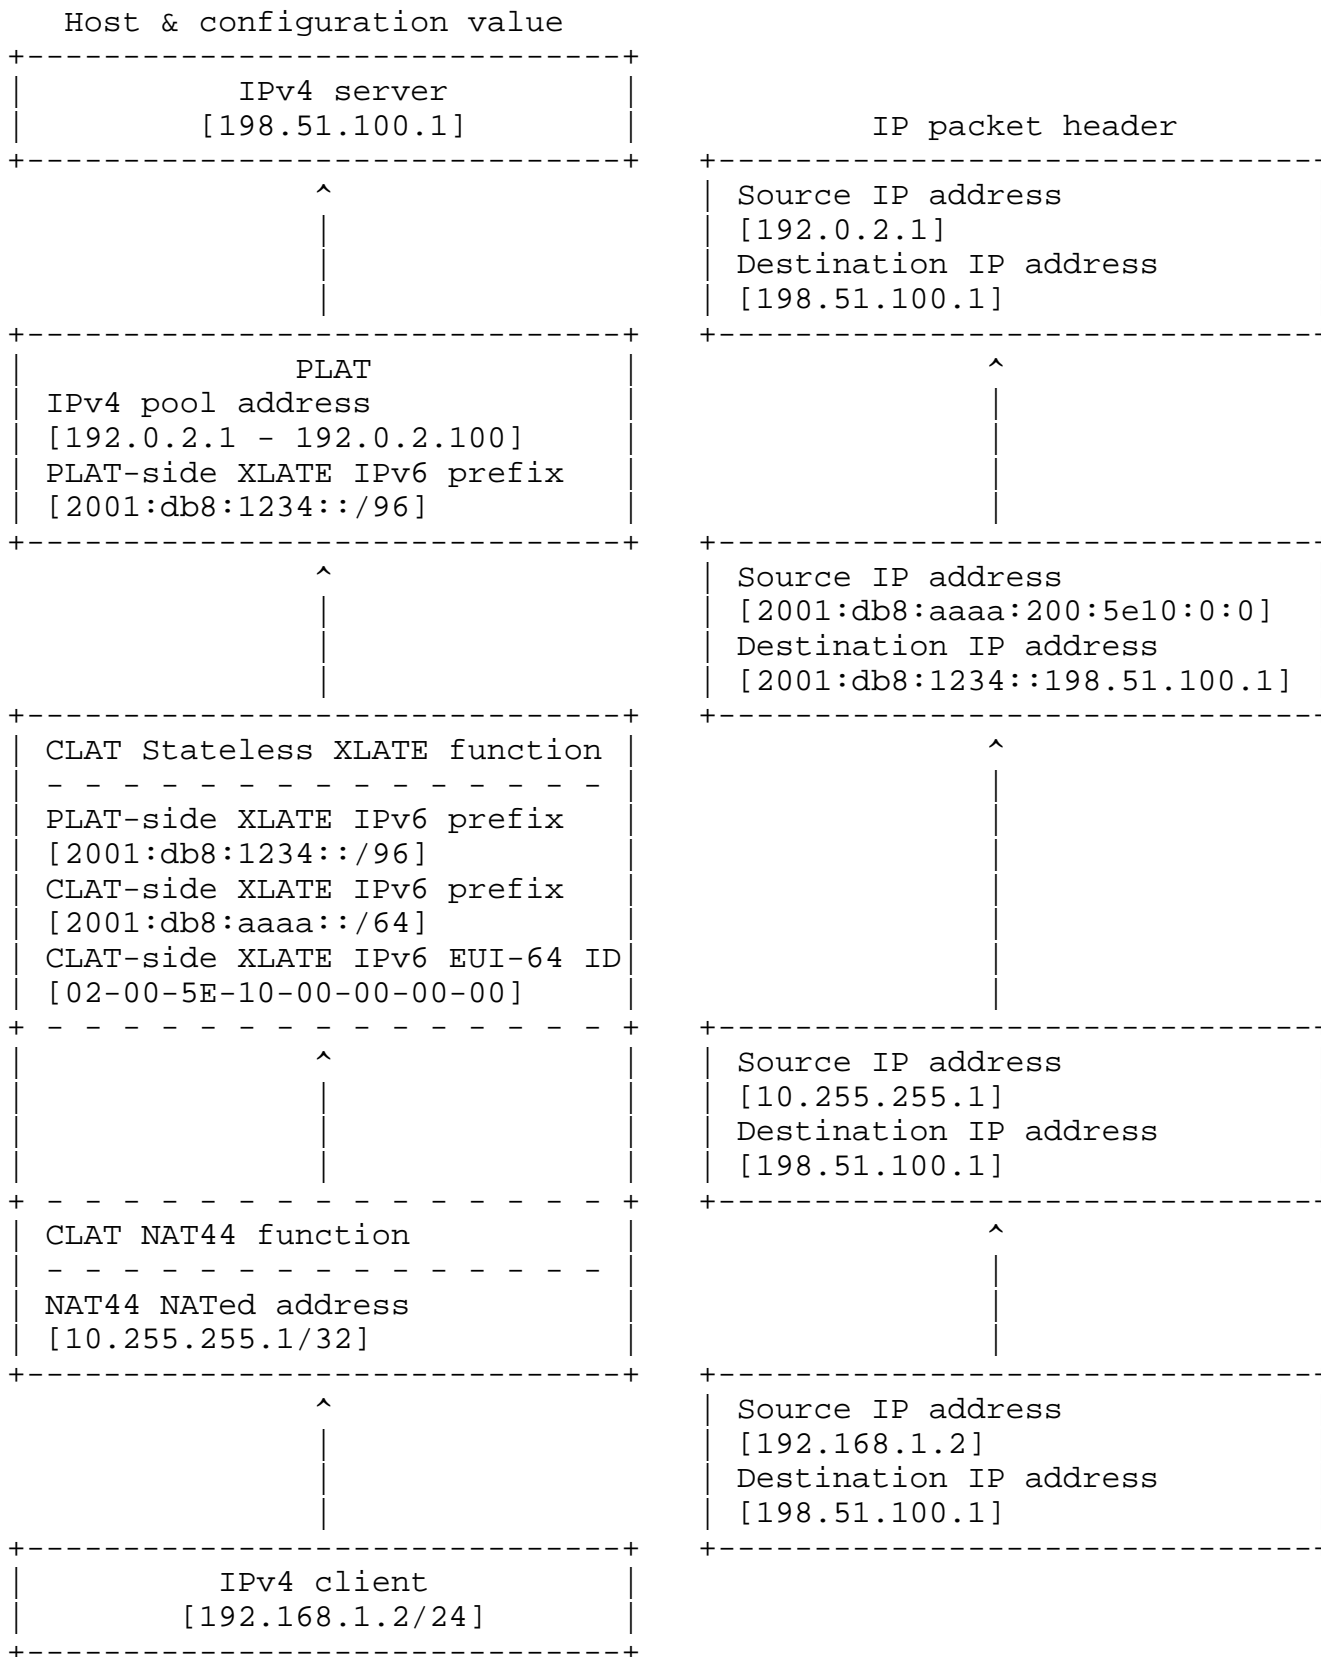 Host & configuration value
IPv4 server
[198.51.100.1]
IP packet header
Source IP address
[192.0.2.1]
Destination IP address
[198.51.100.1]
PLAT
IPv4 pool address
[192.0.2.1 - 192.0.2.100]
PLAT-side XLATE IPv6 prefix
[2001:db8:1234::/96]
Source IP address
[2001:db8:aaaa:200:5e10:0:0]
Destination IP address
[2001:db8:1234::198.51.100.1]
CLAT Stateless XLATE function
PLAT-side XLATE IPv6 prefix
[2001:db8:1234::/96]
CLAT-side XLATE IPv6 prefix
[2001:db8:aaaa::/64]
CLAT-side XLATE IPv6 EUI-64 ID
[02-00-5E-10-00-00-00-00]
Source IP address
[10.255.255.1]
Destination IP address
[198.51.100.1]
CLAT NAT44 function
NAT44 NATed address
[10.255.255.1/32]
Source IP address
[192.168.1.2]
Destination IP address
[198.51.100.1]
IPv4 client
[192.168.1.2/24]